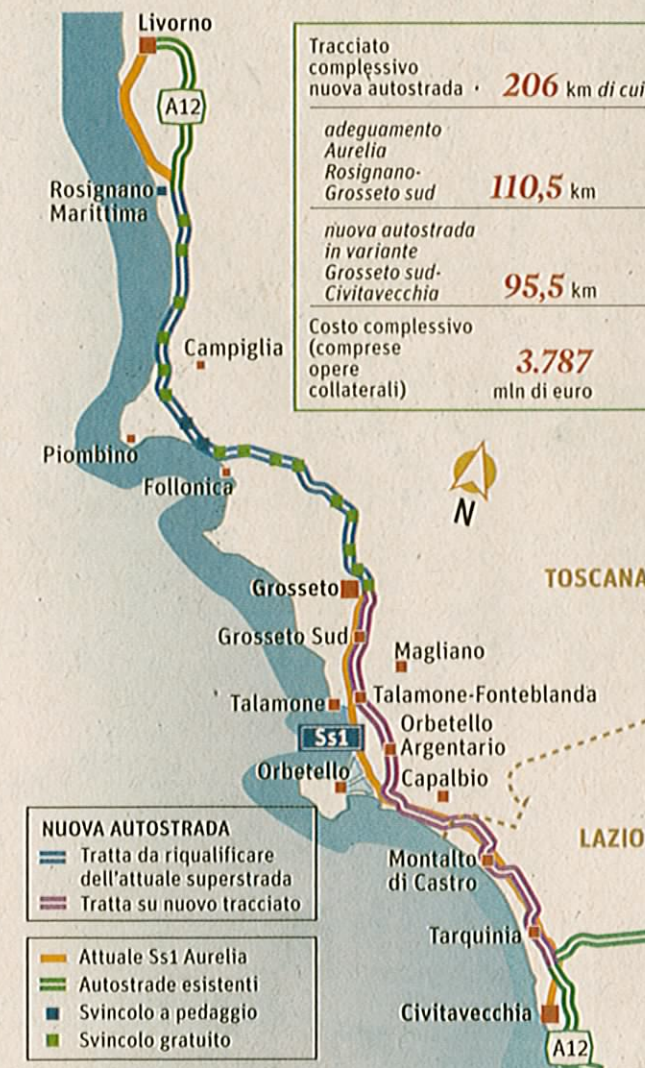 Livorno
A12
Rosignano
Marittima
Campiglia
Piombino
Follonica
Grosseto
Grosseto Sud
Magliano
Talamone
Talamone-Fonteblanda
Ss1
Orbetello
Argentario
Orbetello
Capalbio
Montalto
di Castro
Tarquinia
Civitavecchia
A12
TOSCANA
LAZIO
N
Tracciato
complessivo
nuova autostrada · 206 km di cui
adeguamento
Aurelia
Rosignano-
Grosseto sud 110,5 km
nuova autostrada
in variante
Grosseto sud-
Civitavecchia 95,5 km
Costo complessivo
(comprese
opere
collaterali)
3.787
mln di euro
NUOVA AUTOSTRADA
Tratta da riqualificare
dell'attuale superstrada
Tratta su nuovo tracciato
Attuale Ss1 Aurelia
Autostrade esistenti
Svincolo a pedaggio
Svincolo gratuito